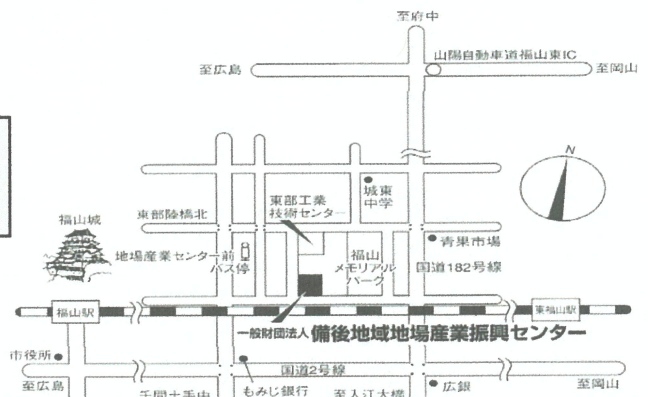 至府中
山陽自動車道福山東IC
至広島
至岡山
N
東部工業
技術センター
城東
中学
東部陸橋北
福山城
青果市場
地場産業センター前
バス停
福山
メモリアル
パーク
国道182号線
福山駅
東福山駅
一般財団法人 備後地域地場産業振興センター
市役所
国道2号線
至広島
もみじ銀行
広銀
至岡山
至入江大橋